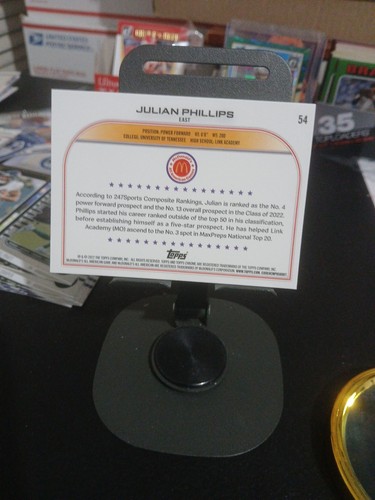 UNITED STATES
POSTAL SERVICE
JULIAN PHILLIPS
EAST
54
POSITION: POWER FORWARD HT: 6'8" WT: 200
COLLEGE: UNIVERSITY OF TENNESSEE HIGH SCHOOL: LINK ACADEMY
35
According to 247Sports Composite Rankings, Julian is ranked as the No. 4
power forward prospect and the No. 13 overall prospect in the Class of 2022.
Phillips started his career ranked outside of the top 50 in his classification,
before establishing himself as a five-star prospect. He has helped Link
Academy (MO) ascend to the No. 3 spot in MaxPreps National Top 20.
Topps